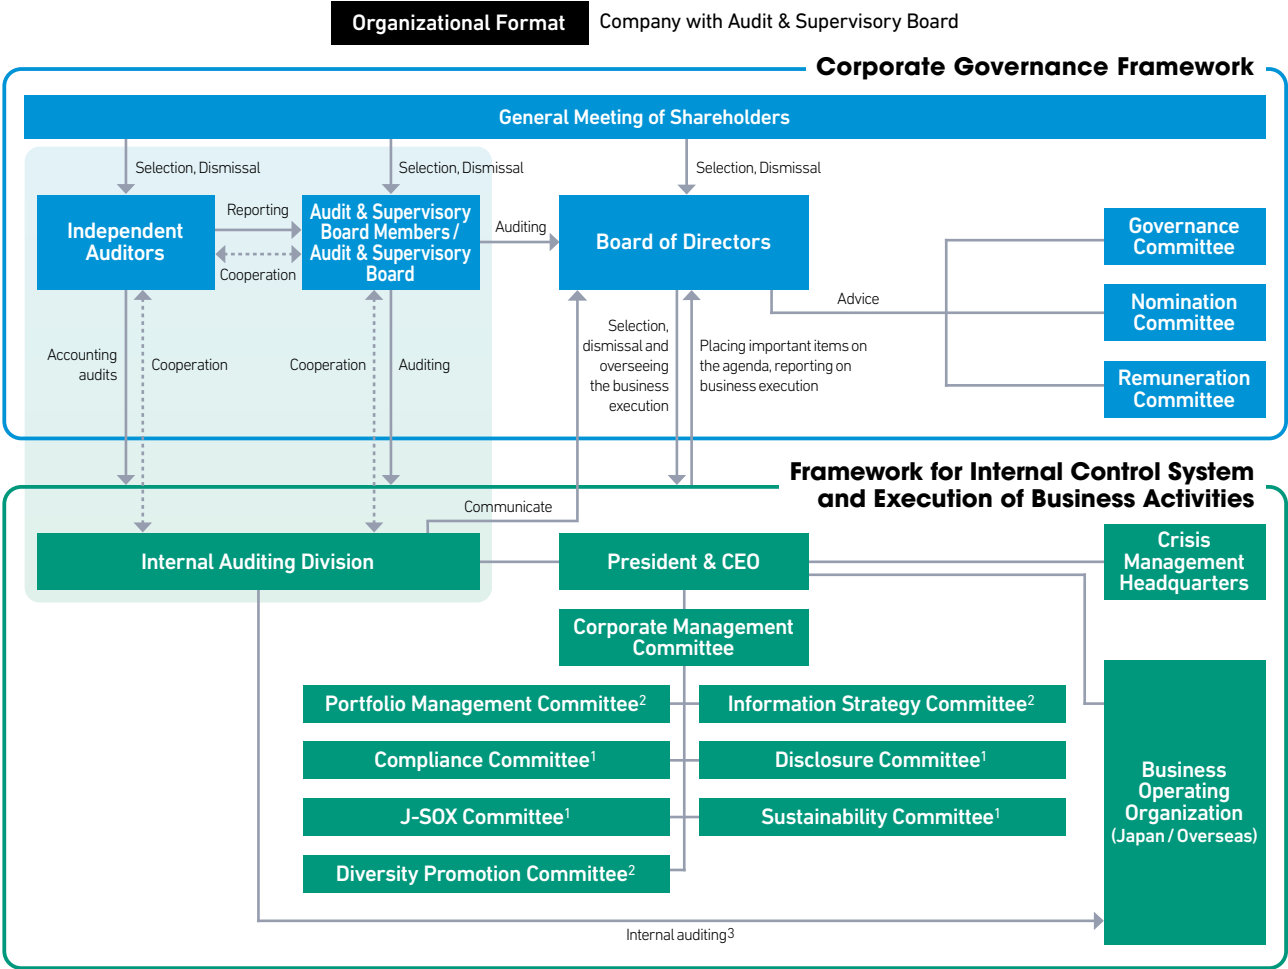 Organizational Format
Company with Audit & Supervisory Board
Corporate Governance Framework
General Meeting of Shareholders
Selection, Dismissal
Selection, Dismissal
Selection, Dismissal
Independent
Auditors
Reporting
Cooperation
Audit & Supervisory
Board Members /
Audit & Supervisory
Board
Auditing
Board of Directors
Advice
Governance
Committee
Nomination
Committee
Remuneration
Committee
Accounting
audits
Cooperation
Cooperation
Auditing
Selection,
dismissal and
overseeing
the business
execution
Placing important items on
the agenda, reporting on
business execution
Framework for Internal Control System
and Execution of Business Activities
Communicate
Internal Auditing Division
President & CEO
Crisis
Management
Headquarters
Corporate Management
Committee
Portfolio Management Committee2
Information Strategy Committee2
Compliance Committee1
Disclosure Committee1
J-SOX Committee1
Sustainability Committee1
Diversity Promotion Committee2
Business
Operating
Organization
(Japan / Overseas)
Internal auditing3